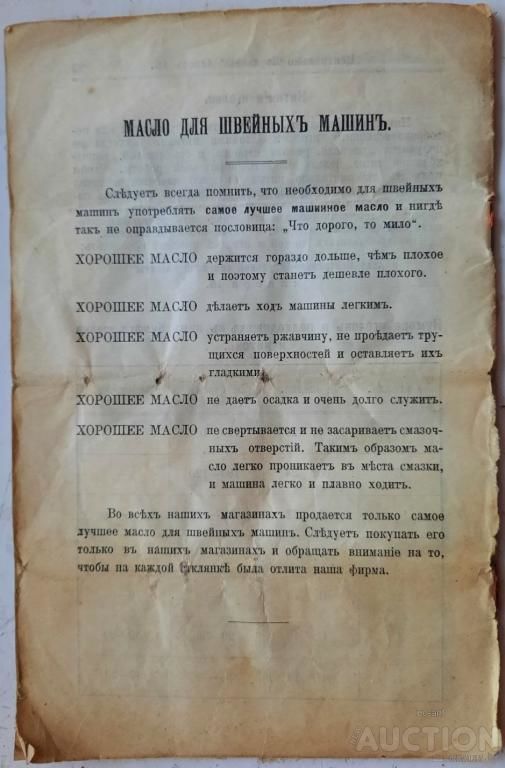 МАСЛО ДЛЯ ШВЕЙНЫХЪ МАШИНЪ.
Слѣдуетъ всегда помнить, что необходимо для швейныхъ
машинъ употреблять самое лучшее машинное масло и нигдѣ
такъ не оправдывается пословица: „Что дорого, то мило“.
ХОРОШЕЕ МАСЛО держится гораздо дольше, чѣмъ плохое
и поэтому станетъ дешевле плохого.
ХОРОШЕЕ МАСЛО дѣлаетъ ходъ машины легкимъ.
ХОРОШЕЕ МАСЛО устраняетъ ржавчину, не проѣдаетъ тру-
щихся поверхностей и оставляетъ ихъ
гладкими.
ХОРОШЕЕ МАСЛО не даетъ осадка и очень долго служитъ.
ХОРОШЕЕ МАСЛО не свертывается и не засариваетъ смазоч-
ныхъ отверстій. Такимъ образомъ ма-
сло легко проникаетъ въ мѣста смазки,
и машина легко и плавно ходитъ.
Во всѣхъ нашихъ магазинахъ продается только самое
лучшее масло для швейныхъ машинъ. Слѣдуетъ покупать его
только въ нашихъ магазинахъ и обращать вниманіе на то,
чтобы на каждой стклянкѣ была отлита наша фирма.
AUCTION